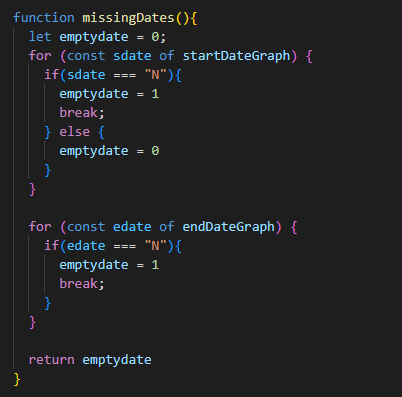 function missingDates(){
let emptydate = 0;
for (const sdate of startDateGraph) {
if(sdate === "N"){
emptydate = 1
break;
} else {
emptydate = 0
}
}
for (const edate of endDateGraph) {
if(edate === "N"){
emptydate = 1
break;
}
}
return emptydate
}